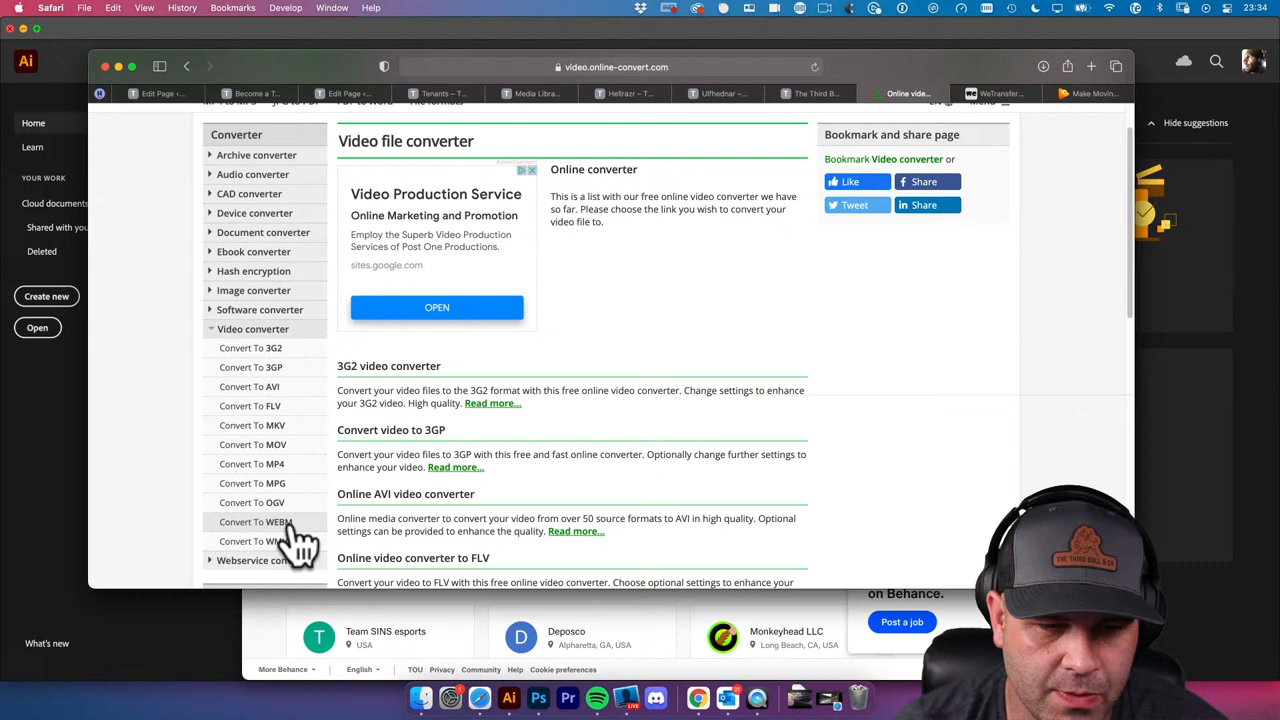 Safari File Edit View History Bookmarks Develop Window Help
23:34
Ai
video.online-convert.com
Edit Page ‹...
Become a T...
Edit Page ‹...
Tenants – T...
Media Libra...
Hellrazr – T...
Ulfhednar – ...
The Third B...
Online vide...
WeTransfer...
Make Movin...
Home
Learn
YOUR WORK
Cloud documents
Shared with you
Deleted
Create new
Open
What's new
Hide suggestions
Converter
Archive converter
Audio converter
CAD converter
Device converter
Document converter
Ebook converter
Hash encryption
Image converter
Software converter
Video converter
Convert To 3G2
Convert To 3GP
Convert To AVI
Convert To FLV
Convert To MKV
Convert To MOV
Convert To MP4
Convert To MPG
Convert To OGV
Convert To WEBM
Convert To
Webservice
Video file converter
Advertisement
Video Production Service
Online Marketing and Promotion
Employ the Superb Video Production
Services of Post One Productions.
sites.google.com
OPEN
Online converter
This is a list with our free online video converter we have
so far. Please choose the link you wish to convert your
video file to.
3G2 video converter
Convert your video files to the 3G2 format with this free online video converter. Change settings to enhance
your 3G2 video. High quality. Read more...
Convert video to 3GP
Convert your video files to 3GP with this free and fast online converter. Optionally change further settings to
enhance your video. Read more...
Online AVI video converter
Online media converter to convert your video from over 50 source formats to AVI in high quality. Optional
settings can be provided to enhance the quality. Read more...
Online video converter to FLV
Convert your video to FLV with this free online video converter. Choose optional settings to enhance your
Bookmark and share page
Bookmark Video converter or
Like
Share
Tweet
Share
on Behance.
Post a job
T
Team SINS esports
USA
D
Deposco
Alpharetta, GA, USA
Monkeyhead LLC
Long Beach, CA, USA
More Behance
English
TOU
Privacy
Community
Help
Cookie preferences
THE THIRD BULL & CO
Ai
Ps
Pr
LIVE